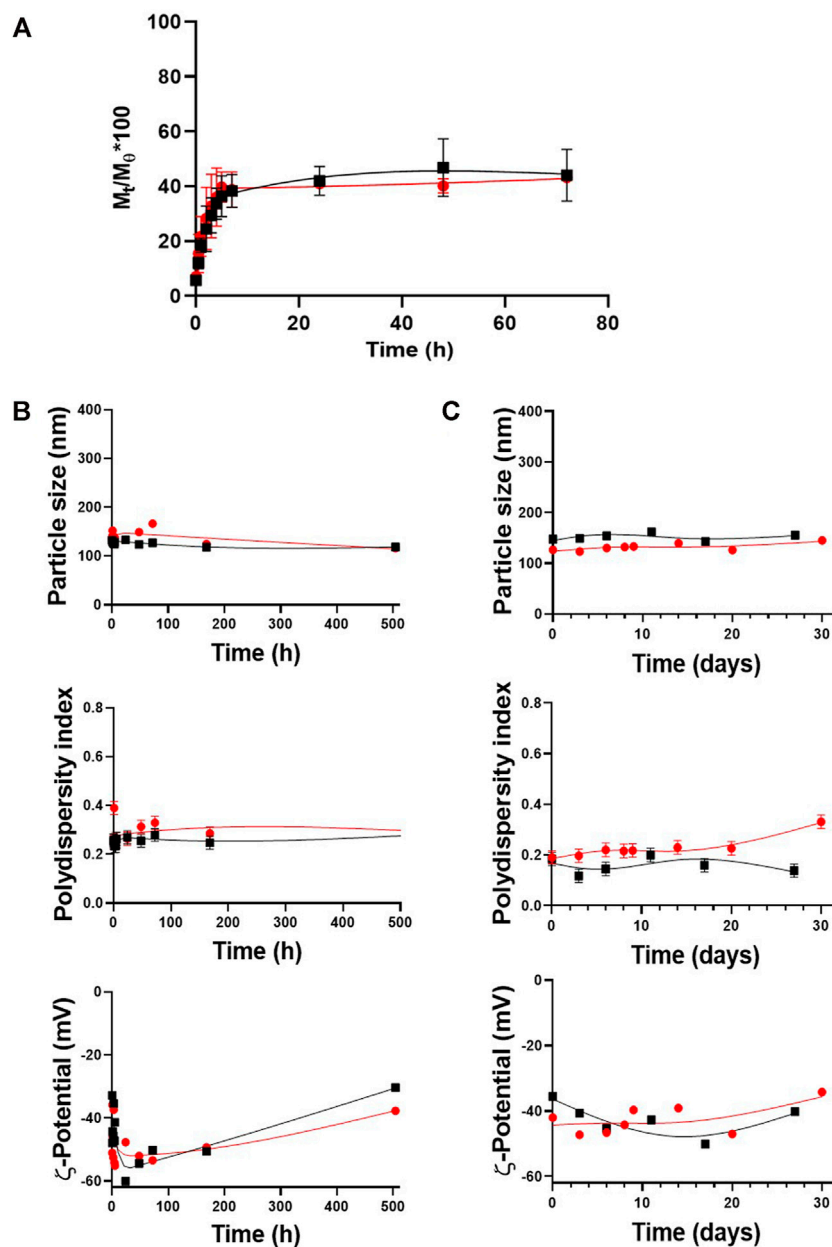 A
M_t/M_θ*100
100
80
60
40
20
0
0 20 40 60 80
Time (h)
B
Particle size (nm)
400
300
200
100
0
0 100 200 300 400 500
Time (h)
C
Particle size (nm)
400
300
200
100
0
0 10 20 30
Time (days)
Polydispersity index
0.8
0.6
0.4
0.2
0.0
0 100 200 300 400 500
Time (h)
Polydispersity index
0.8
0.6
0.4
0.2
0.0
0 10 20 30
Time (days)
ζ-Potential (mV)
0
-20
-40
-60
0 100 200 300 400 500
Time (h)
ζ-Potential (mV)
0
-20
-40
-60
0 10 20 30
Time (days)